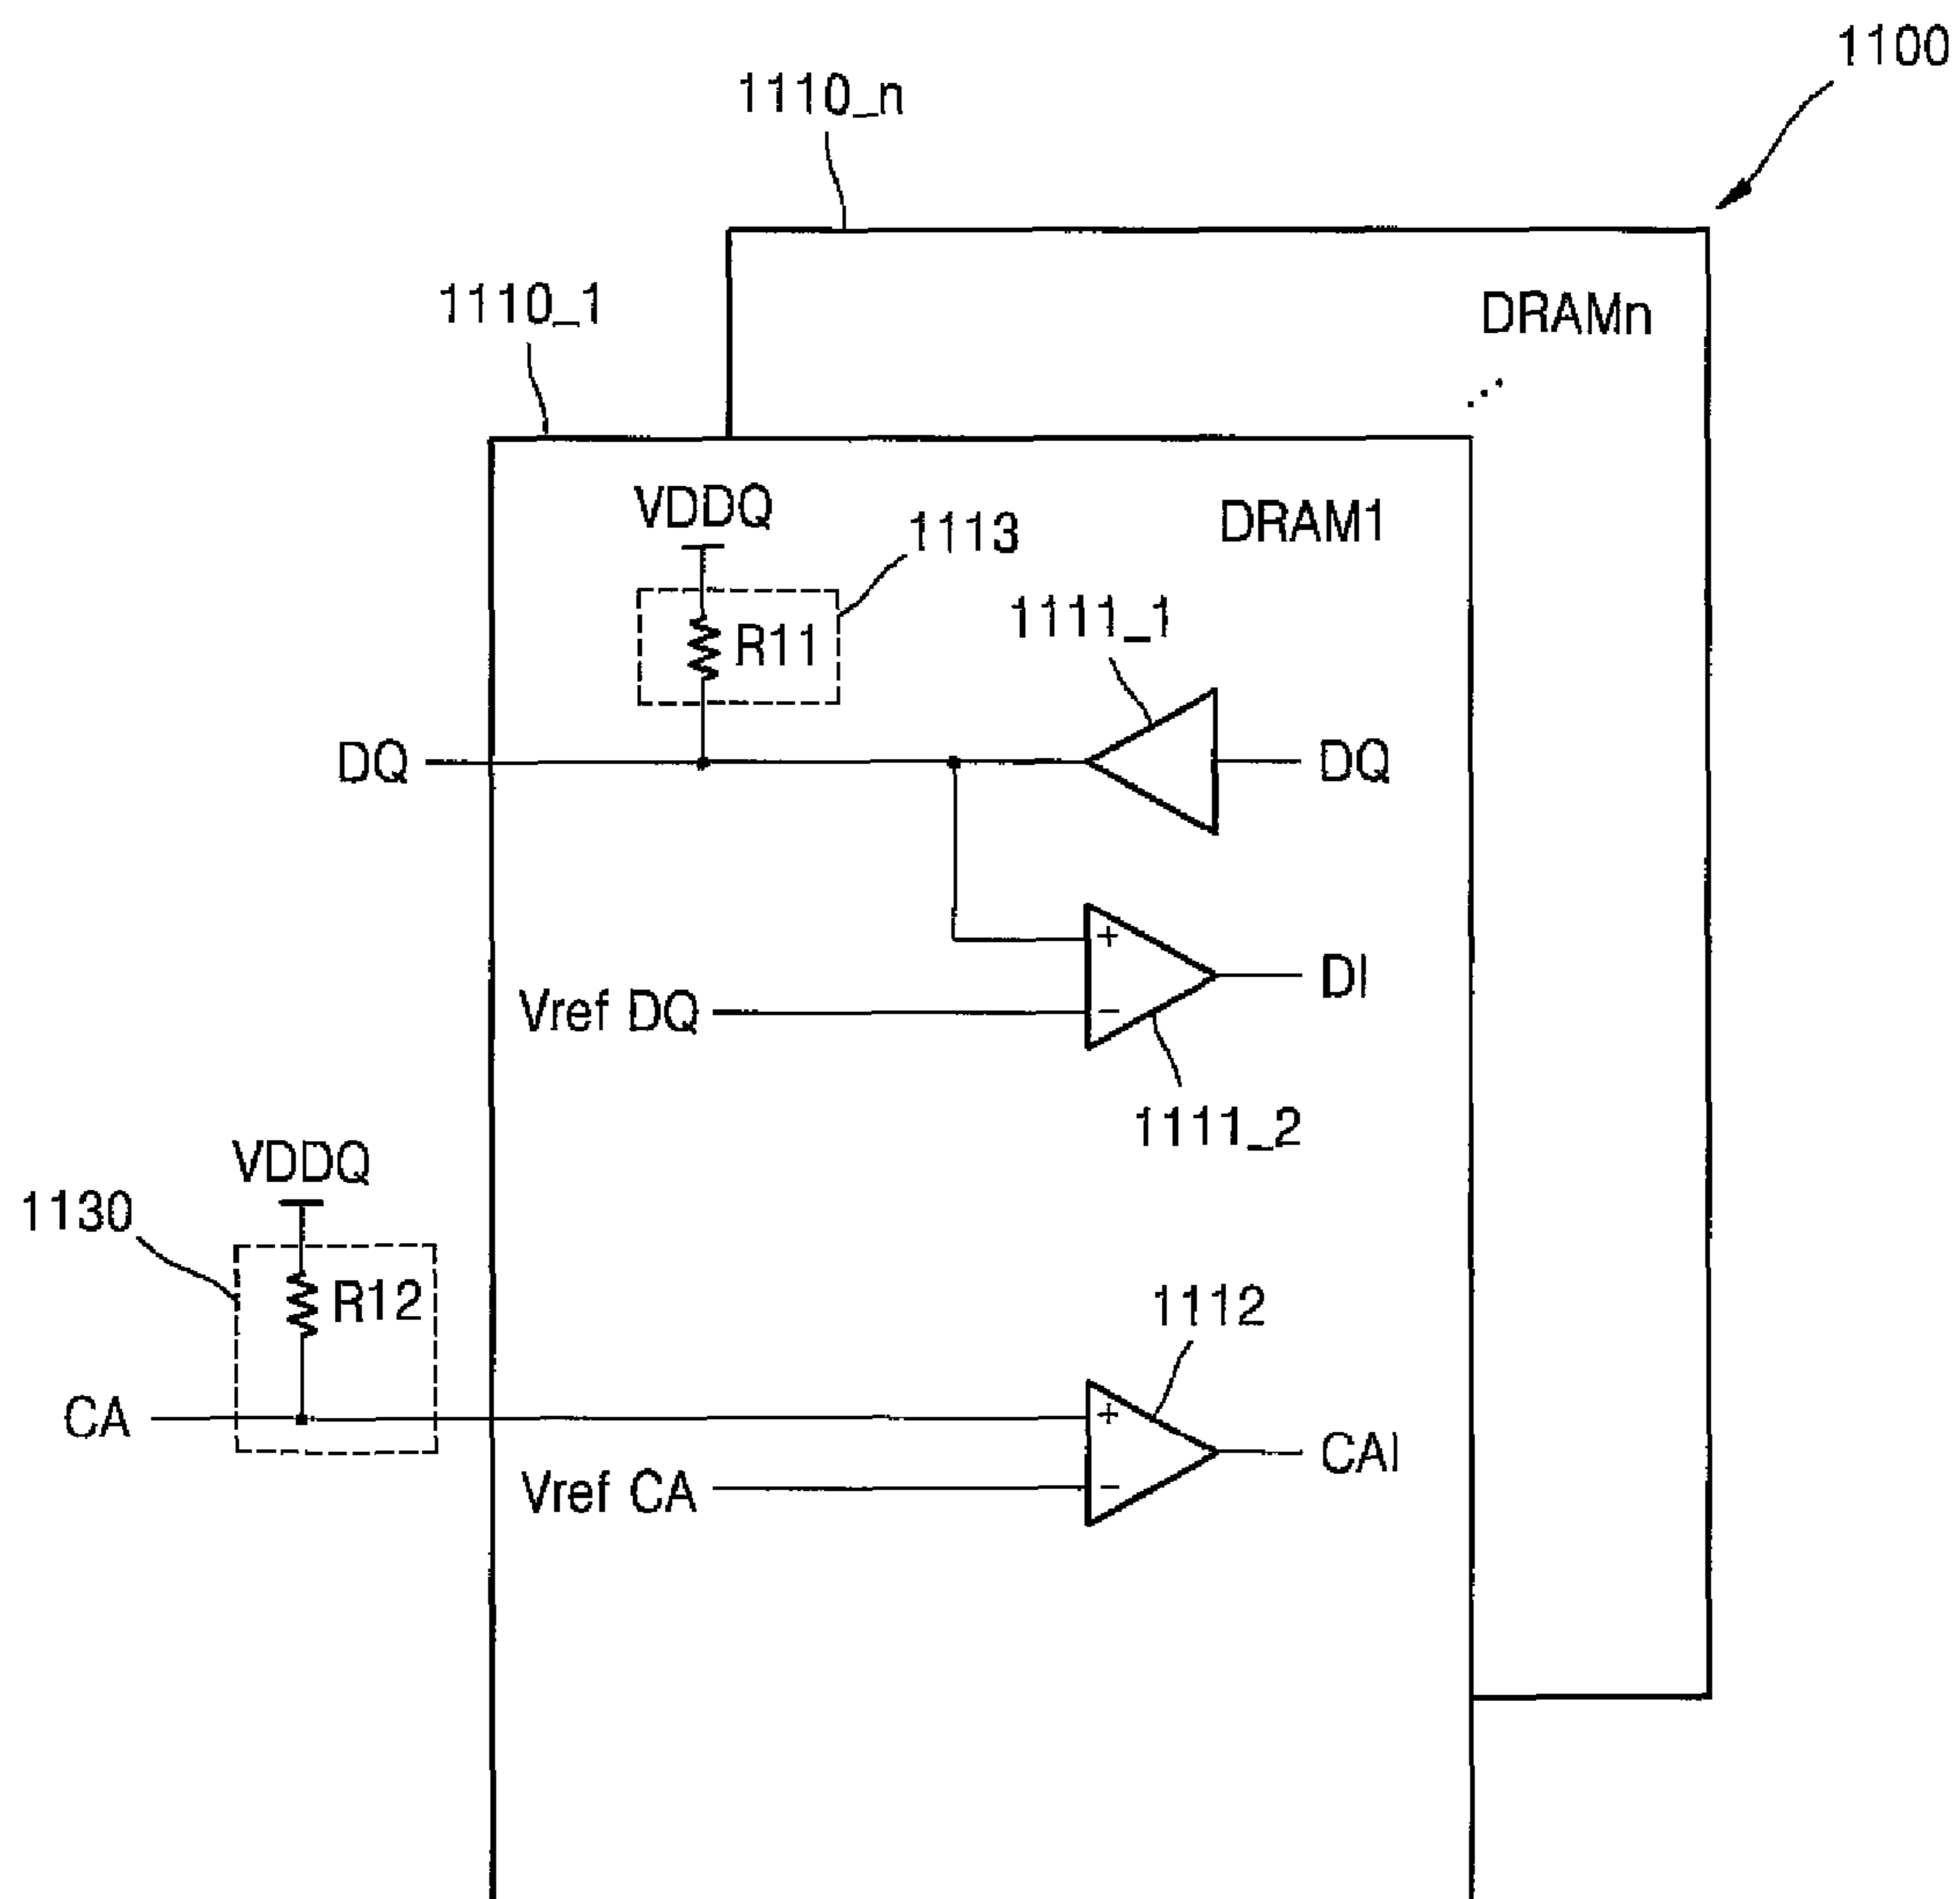 1100
1110_n
1110_1
DRAMn
VDDQ
1113
DRAM1
1111_1
R11
DQ
DQ
+
DI
Vref DQ
−
1111_2
VDDQ
1130
R12
1112
CA
+
CAI
Vref CA
−